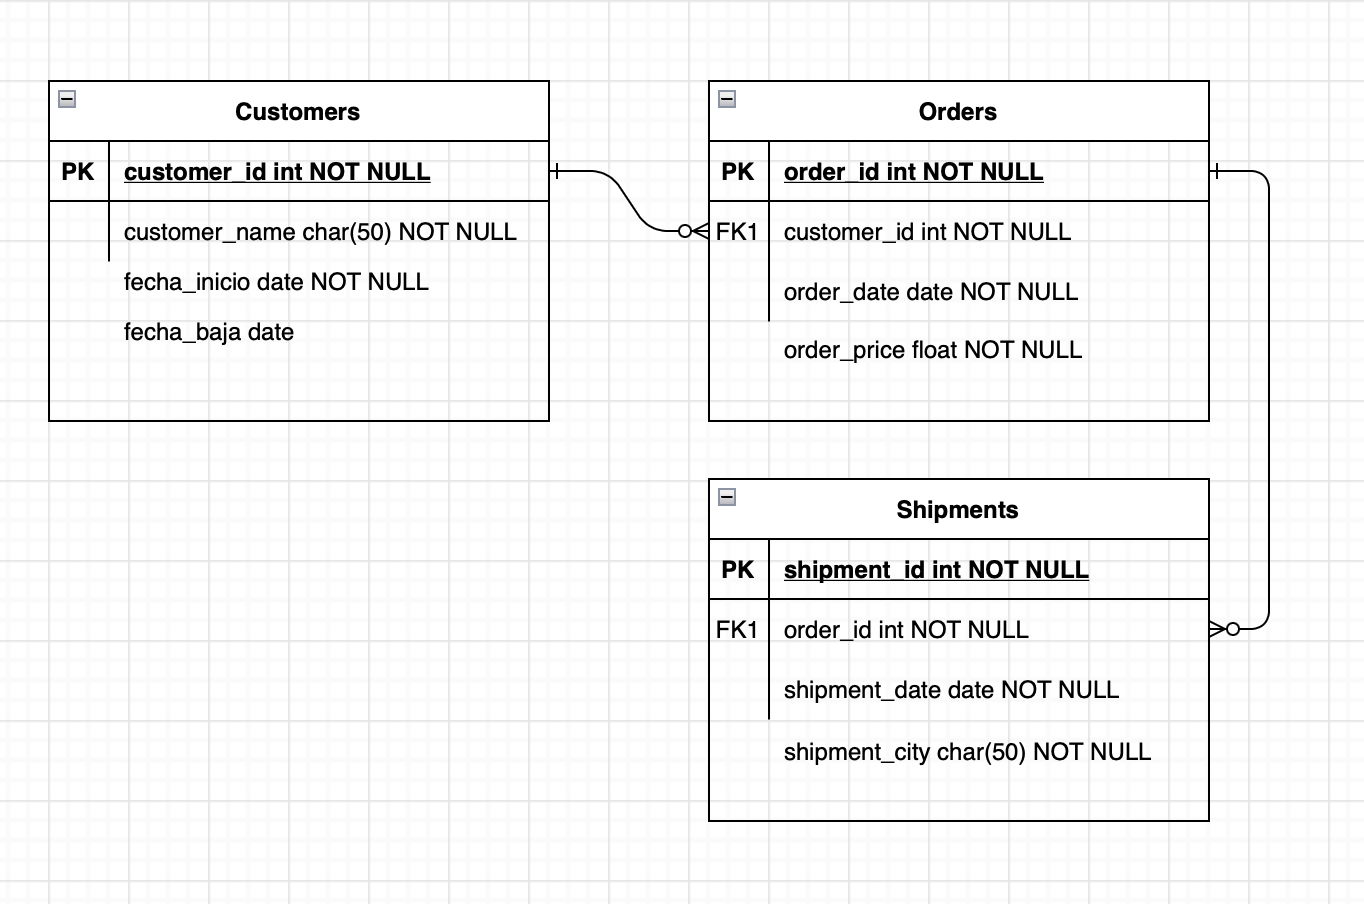 Customers
PK customer_id int NOT NULL
customer_name char(50) NOT NULL
fecha_inicio date NOT NULL
fecha_baja date
Orders
PK order_id int NOT NULL
FK1 customer_id int NOT NULL
order_date date NOT NULL
order_price float NOT NULL
Shipments
PK shipment_id int NOT NULL
FK1 order_id int NOT NULL
shipment_date date NOT NULL
shipment_city char(50) NOT NULL